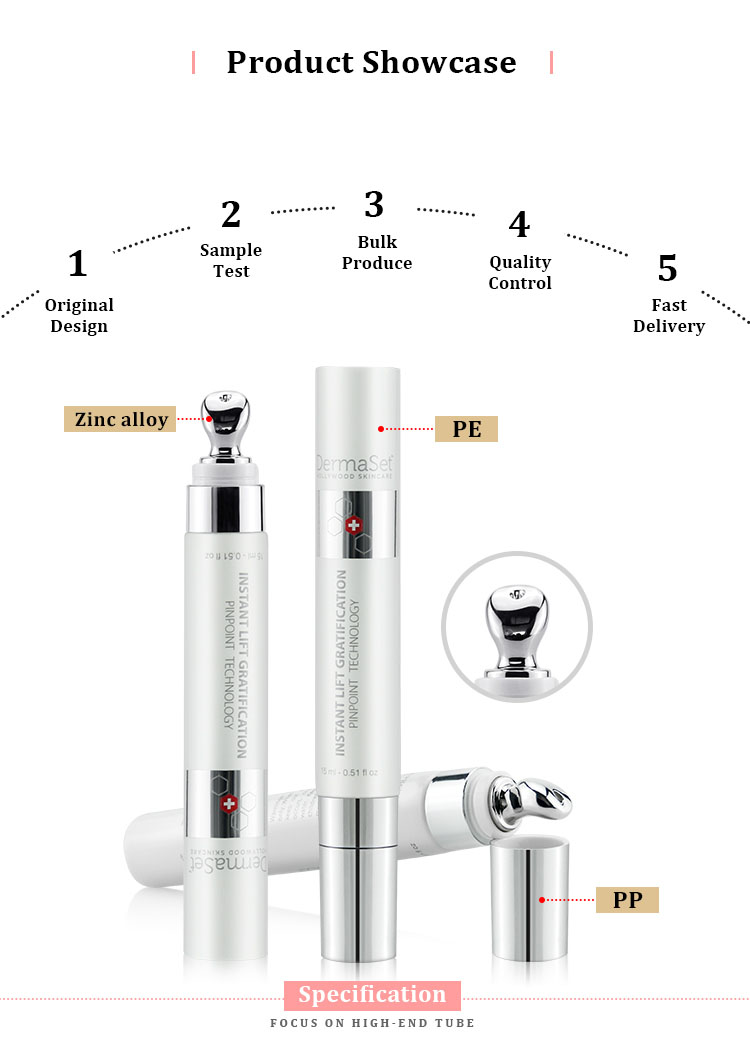 Product Showcase
1
Original
Design
2
Sample
Test
3
Bulk
Produce
4
Quality
Control
5
Fast
Delivery
Zinc alloy
PE
DermaSet
HOLLYWOOD SKINCARE
INSTANT LIFT GRATIFICATION
PINPOINT TECHNOLOGY
15 ml - 0.51 fl oz
15 ml - 0.51 fl oz
INSTANT LIFT GRATIFICATION
PINPOINT TECHNOLOGY
DermaSet
HOLLYWOOD SKINCARE
PP
Specification
FOCUS ON HIGH-END TUBE